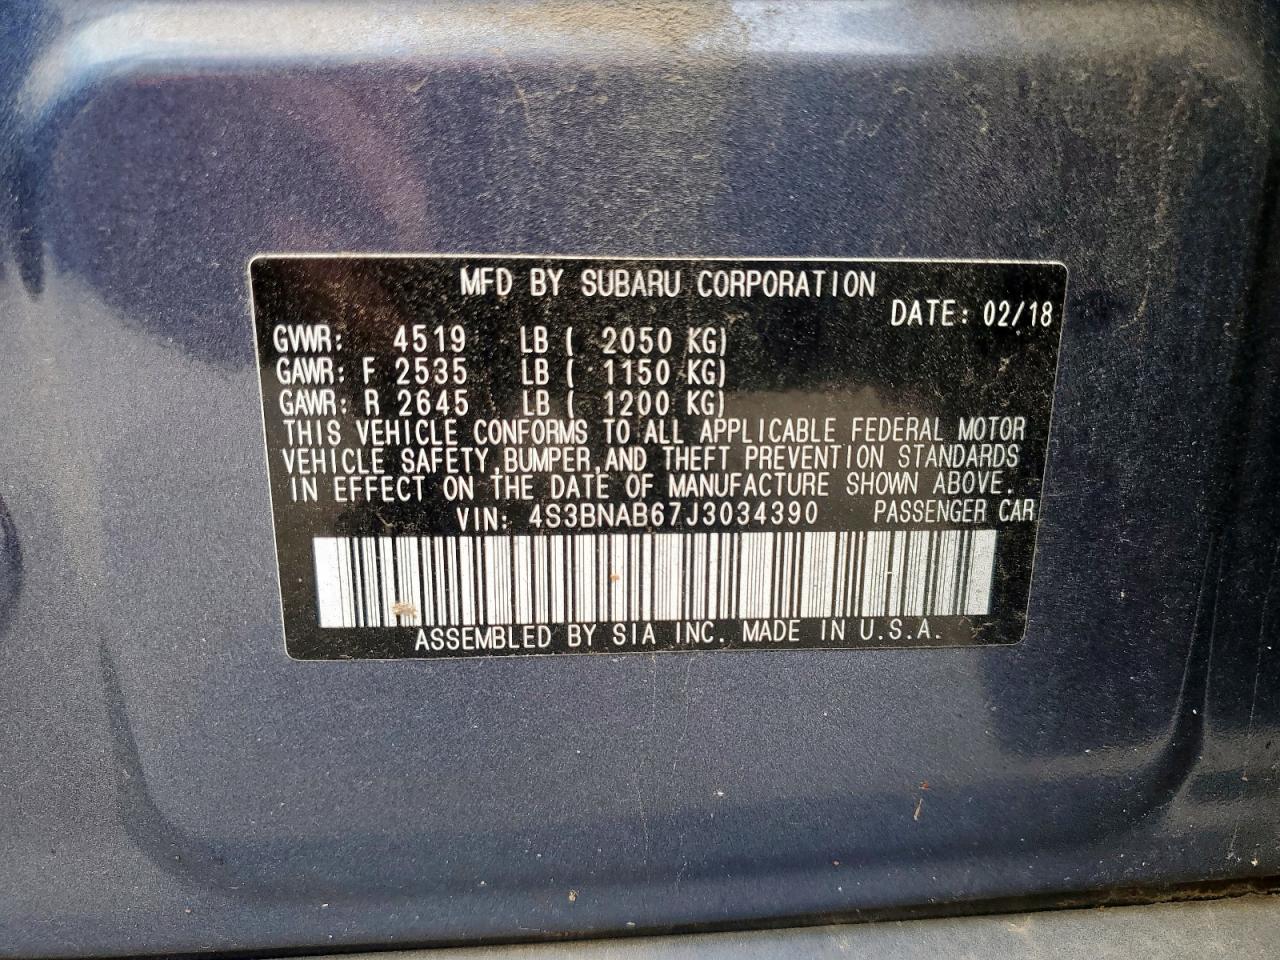 MFD BY SUBARU CORPORATION
DATE: 02/18
GVWR: 4519 LB ( 2050 KG)
GAWR: F 2535 LB ( 1150 KG)
GAWR: R 2645 LB ( 1200 KG)
THIS VEHICLE CONFORMS TO ALL APPLICABLE FEDERAL MOTOR
VEHICLE SAFETY,BUMPER,AND THEFT PREVENTION STANDARDS
IN EFFECT ON THE DATE OF MANUFACTURE SHOWN ABOVE.
VIN: 4S3BNAB67J3034390 PASSENGER CAR
ASSEMBLED BY SIA INC. MADE IN U.S.A.